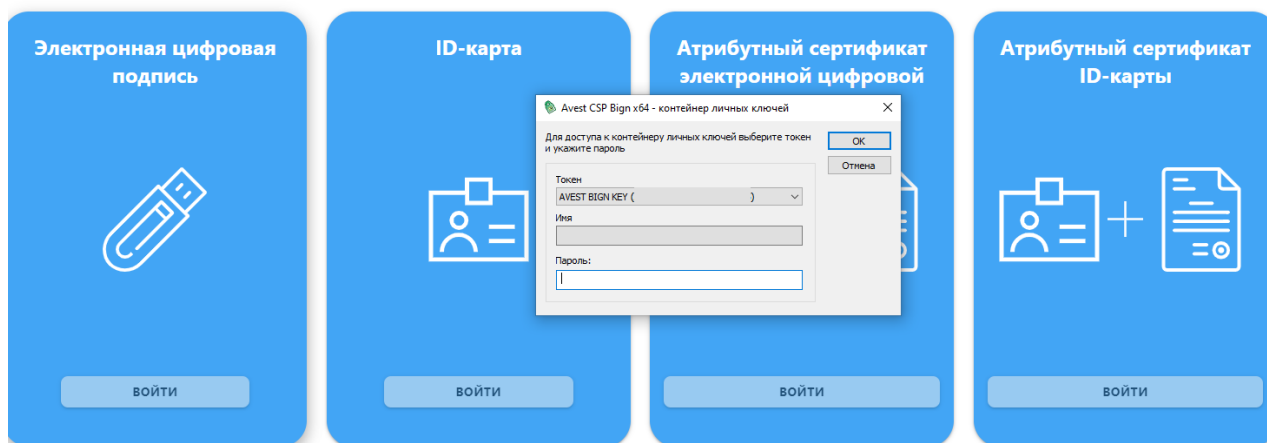 Электронная цифровая
подпись
ID-карта
Атрибутный сертификат
электронной цифровой
Атрибутный сертификат
ID-карты
Avest CSP Bign x64 - контейнер личных ключей
Для доступа к контейнеру личных ключей выберите токен
и укажите пароль
OK
Отмена
Токен
AVEST BIGN KEY ( )
Имя
Пароль:
ВОЙТИ
ВОЙТИ
ВОЙТИ
ВОЙТИ